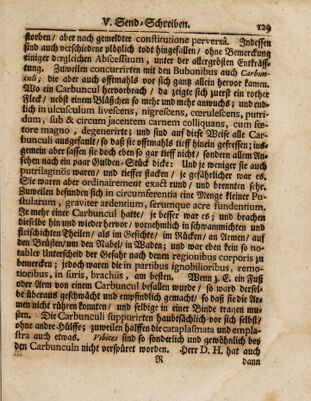 V. Send-Schreiben. 129
storben/ aber nach gemeldter constitutione perversâ. Indessen
sind auch verschiedene plötzlich todt hingefallen/ ohne Bemerckung
einiger dergleichen Abscessuum, unter der allergrösten Entkräff-
tung. Zuweilen concurrirten mit den Bubonibus auch Carbun-
culi; die aber auch offtmahls vor sich gantz allein hervor kamen.
Wo ein Carbuncul hervorbrach/ da zeigte sich zuerst ein rother
Fleck/ nebst einem Bläßchen so mehr und mehr anwuchs; und end-
lich in ulcusculum livescens, nigrescens, crerulescens, putri-
dum, sub & circum jacentem carnem colliquans, cum fœ-
tore magno, degenerirte; und sind auf diese Weise alle Car-
bunculi ausgefault/ so daß sie offtmahls tieff hinein gefressen; ins-
gemein aber fassen sie doch eben so gar tieff nicht/ sondern allem An-
sehen nach ein paar Gulden-Stück dicke: Und je weniger sie auch
putrilaginös waren/ und tieffer stacken/ je gefährlicher war es.
Sie waren aber ordinairement exact rund/ und brennten sehr.
Zuweilen befunden sich in circumferentia eine Menge kleiner Pu-
stularum, graviter ardentium, serumque acre fundentium.
Je mehr einer Carbuncul hatte/ je besser war es; und brachen
dieselbe hin und wieder hervor/ vornehmlich in schwammichten und
fleischichten Theilen/ als im Gesichte/ im Rücken/ an Armen/ auf
den Brüsten/ um den Nabel/ in Waden; und war eben kein so no-
tabler Unterscheid der Gefahr nach denen regionibus corporis zu
bemercken; jedoch waren die in partibus ignobilioribus, remo-
tioribus, in suris, brachiis, am besten. Wenn z. E. ein Fuß
oder Arm von einem Carbuncul befallen wurde/ so ward dersel-
be überaus geschwächt und empfindlich gemacht/ so daß sie die Ar-
men nicht rühren konnten/ und selbige in einer Binde tragen mu-
sten. Die Carbunculi suppurirten hauptsächlich vor sich selbst/
ohne andre Hülffe; zuweilen halffen die cataplasmata und empla-
stra auch etwas. Vibices sind so sonderlich und gewöhnlich bey
den Carbunculn nicht verspüret worden. Herr D. H. hat auch
R dann